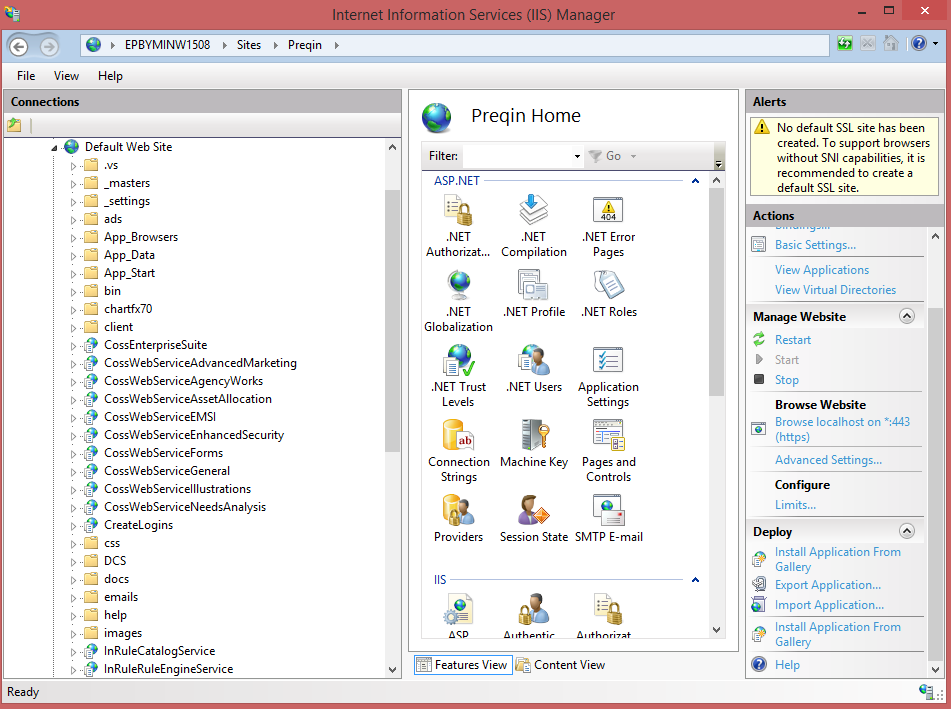 Internet Information Services (IIS) Manager
EPBYMINW1508 Sites Preqin
File View Help
Connections
Default Web Site
.vs
_masters
_settings
ads
App_Browsers
App_Data
App_Start
bin
chartfx70
client
CossEnterpriseSuite
CossWebServiceAdvancedMarketing
CossWebServiceAgencyWorks
CossWebServiceAssetAllocation
CossWebServiceEMSI
CossWebServiceEnhancedSecurity
CossWebServiceForms
CossWebServiceGeneral
CossWebServiceIllustrations
CossWebServiceNeedsAnalysis
CreateLogins
css
DCS
docs
emails
help
images
InRuleCatalogService
InRuleRuleEngineService
Preqin Home
Filter: Go
ASP.NET
404
.NET
Authorizat...
.NET
Compilation
.NET Error
Pages
.NET
Globalization
.NET Profile
.NET Roles
.NET Trust
Levels
.NET Users
Application
Settings
ab
Connection
Strings
Machine Key
Pages and
Controls
Providers
Session State
SMTP E-mail
IIS
ASP
Authentic
Authorizat
Features View
Content View
Alerts
No default SSL site has been
created. To support browsers
without SNI capabilities, it is
recommended to create a
default SSL site.
Actions
Bindings...
Basic Settings...
View Applications
View Virtual Directories
Manage Website
Restart
Start
Stop
Browse Website
Browse localhost on *:443
(https)
Advanced Settings...
Configure
Limits...
Deploy
Install Application From
Gallery
Export Application...
Import Application...
Install Application From
Gallery
Help
Ready